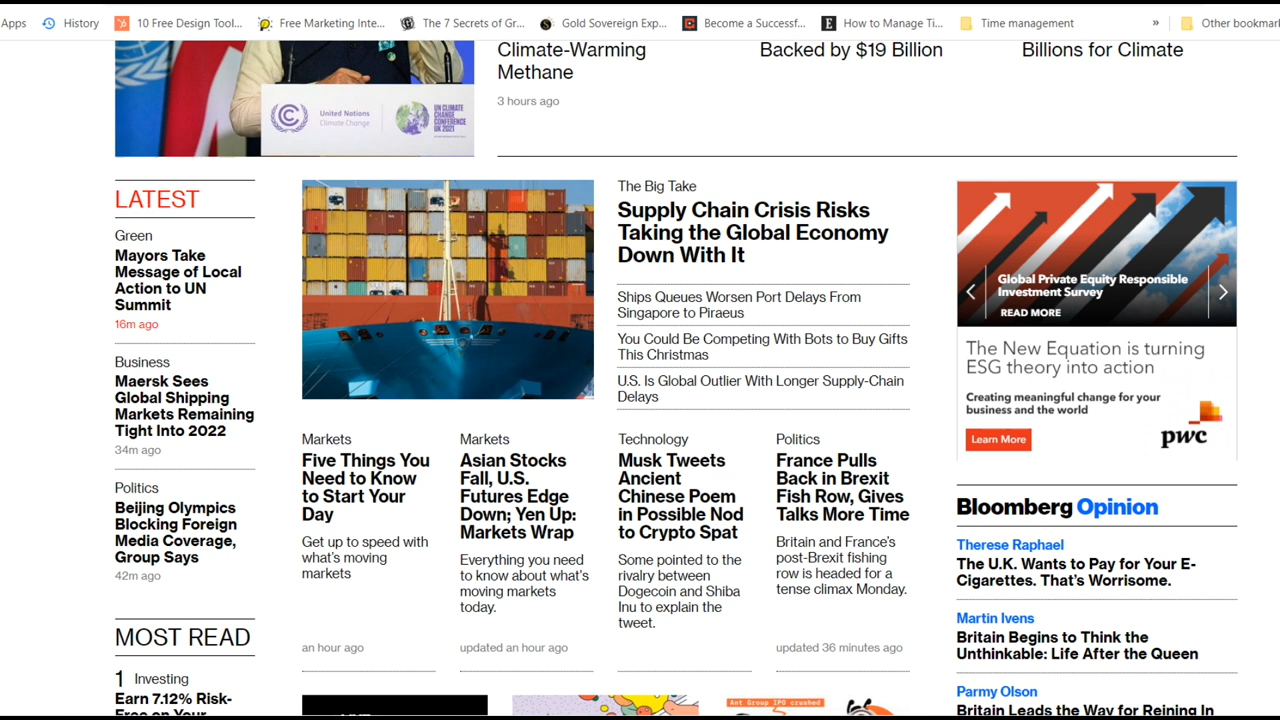 Apps
History
10 Free Design Tool...
Free Marketing Inte...
The 7 Secrets of Gr...
Gold Sovereign Exp...
Become a Successf...
How to Manage Ti...
Time management
»
Other bookmark
Climate-Warming
Methane
3 hours ago
Backed by $19 Billion
Billions for Climate
United Nations
Climate Change
UN CLIMATE
CHANGE
CONFERENCE
UK 2021
LATEST
Green
Mayors Take
Message of Local
Action to UN
Summit
16m ago
Business
Maersk Sees
Global Shipping
Markets Remaining
Tight Into 2022
34m ago
Politics
Beijing Olympics
Blocking Foreign
Media Coverage,
Group Says
42m ago
MOST READ
1 Investing
Earn 7.12% Risk-
Free on Your
The Big Take
Supply Chain Crisis Risks
Taking the Global Economy
Down With It
Ships Queues Worsen Port Delays From
Singapore to Piraeus
You Could Be Competing With Bots to Buy Gifts
This Christmas
U.S. Is Global Outlier With Longer Supply-Chain
Delays
Markets
Five Things You
Need to Know
to Start Your
Day
Get up to speed with
what's moving
markets
an hour ago
Markets
Asian Stocks
Fall, U.S.
Futures Edge
Down; Yen Up:
Markets Wrap
Everything you need
to know about what's
moving markets
today.
updated an hour ago
Technology
Musk Tweets
Ancient
Chinese Poem
in Possible Nod
to Crypto Spat
Some pointed to the
rivalry between
Dogecoin and Shiba
Inu to explain the
tweet.
Politics
France Pulls
Back in Brexit
Fish Row, Gives
Talks More Time
Britain and France's
post-Brexit fishing
row is headed for a
tense climax Monday.
updated 36 minutes ago
Ant Group IPO crushed
Global Private Equity Responsible
Investment Survey
READ MORE
The New Equation is turning
ESG theory into action
Creating meaningful change for your
business and the world
Learn More
pwc
Bloomberg Opinion
Therese Raphael
The U.K. Wants to Pay for Your E-
Cigarettes. That's Worrisome.
Martin Ivens
Britain Begins to Think the
Unthinkable: Life After the Queen
Parmy Olson
Britain Leads the Way for Reining In